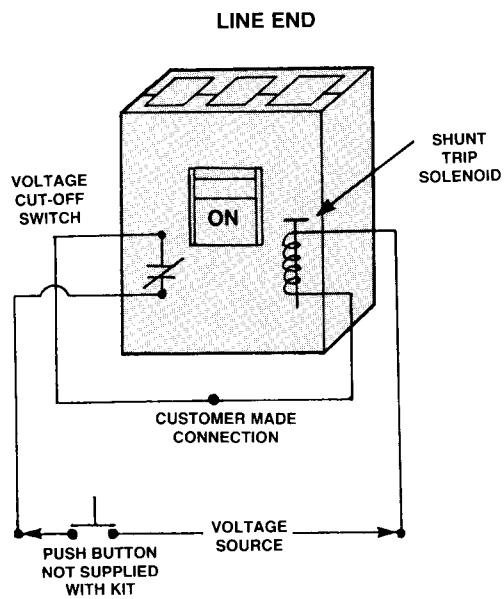 LINE END
SHUNT
TRIP
SOLENOID
VOLTAGE
CUT-OFF
SWITCH
ON
CUSTOMER MADE
CONNECTION
VOLTAGE
SOURCE
PUSH BUTTON
NOT SUPPLIED
WITH KIT